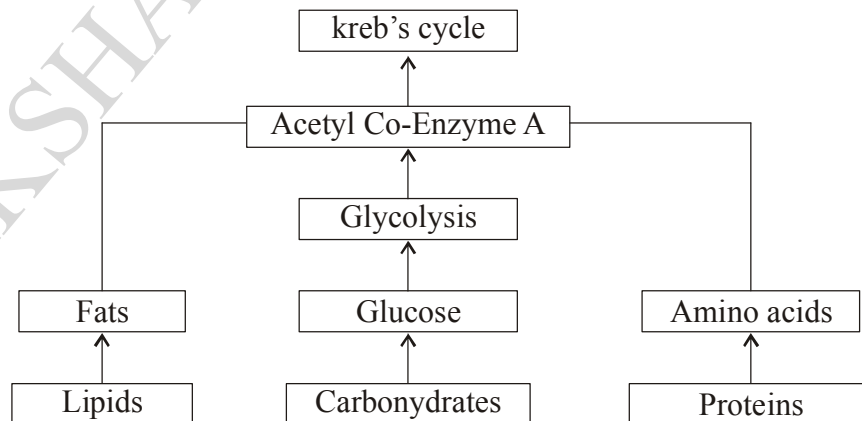 kreb's cycle
Acetyl Co-Enzyme A
Glycolysis
Fats
Glucose
Amino acids
Lipids
Carbonydrates
Proteins